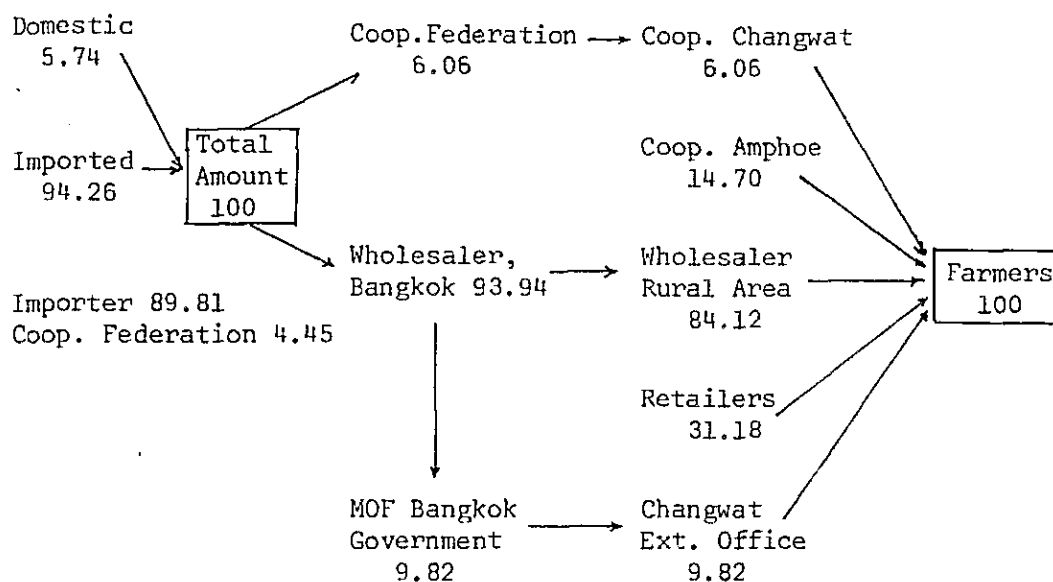 Domestic
5.74
Imported
94.26
Total
Amount
100
Importer 89.81
Coop. Federation 4.45
Coop.Federation
6.06
Wholesaler,
Bangkok 93.94
MOF Bangkok
Government
9.82
Coop. Changwat
6.06
Coop. Amphoe
14.70
Wholesaler
Rural Area
84.12
Retailers
31.18
Changwat
Ext. Office
9.82
Farmers
100